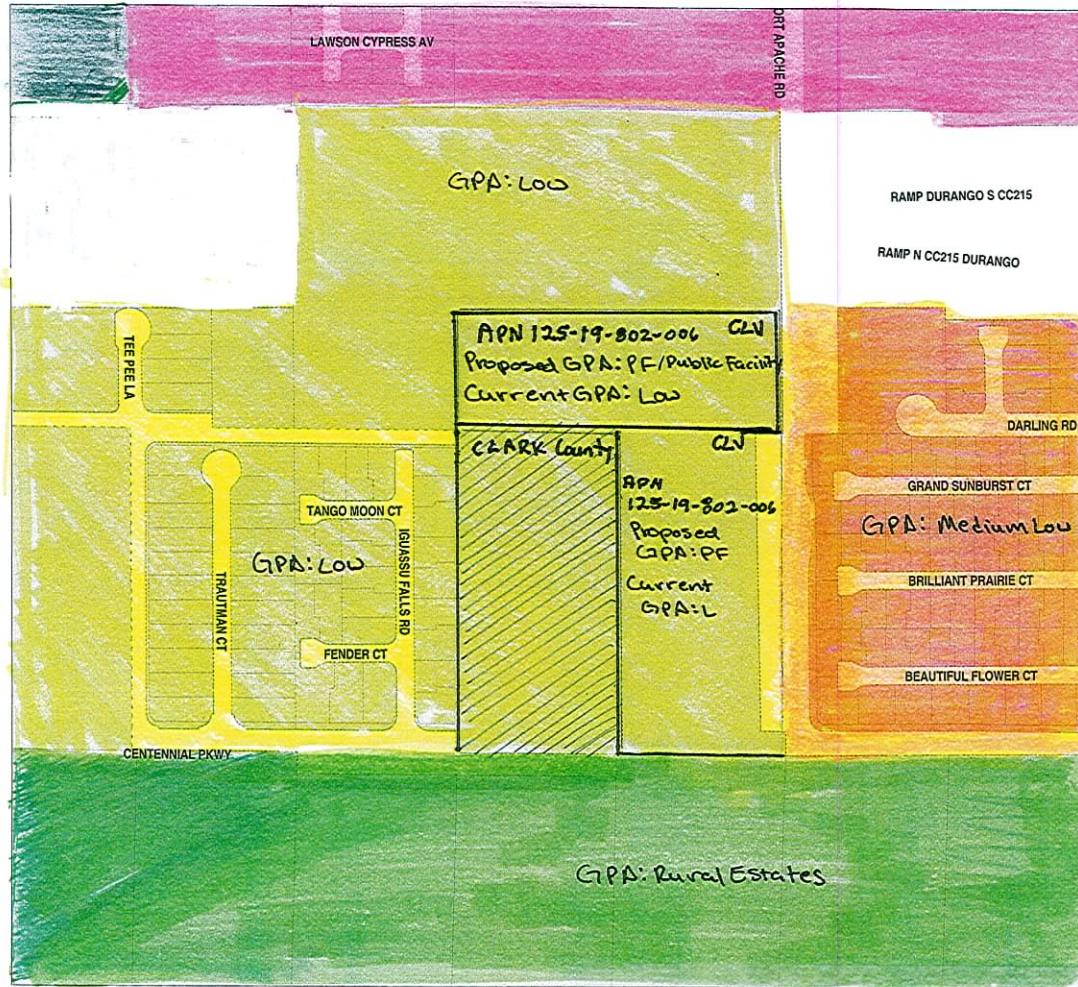 LAWSON CYPRESS AV
ORT APACHE RD
GPA: LOW
RAMP DURANGO S CC215
RAMP N CC215 DURANGO
TEE PEE LA
APN 125-19-802-006 CLV
Proposed GPA: PF/Public Facility
Current GPA: Low
DARLING RD
CLARK County
CLV
APN
125-19-802-006
Proposed
GPA: PF
Current
GPA: L
GRAND SUNBURST CT
TANGO MOON CT
IGUASSU FALLS RD
GPA: Medium Low
GPA: LOW
TRAUTMAN CT
BRILLIANT PRAIRIE CT
FENDER CT
BEAUTIFUL FLOWER CT
CENTENNIAL PKWY
GPA: Rural Estates